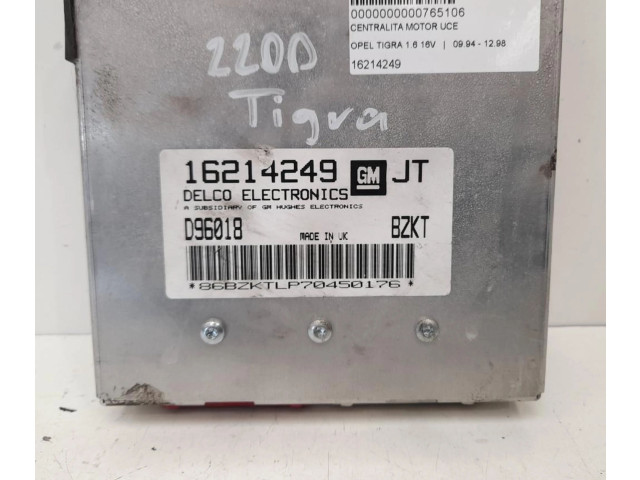 0000000000765106
CENTRALITA MOTOR UCE
OPEL TIGRA 1.6 16V | 09.94 - 12.98
16214249
220D
Tigra
16214249 GM JT
DELCO ELECTRONICS
A SUBSIDIARY OF GM HUGHES ELECTRONICS
D96018 MADE IN UK BZKT
*86BZKTLP70450176*